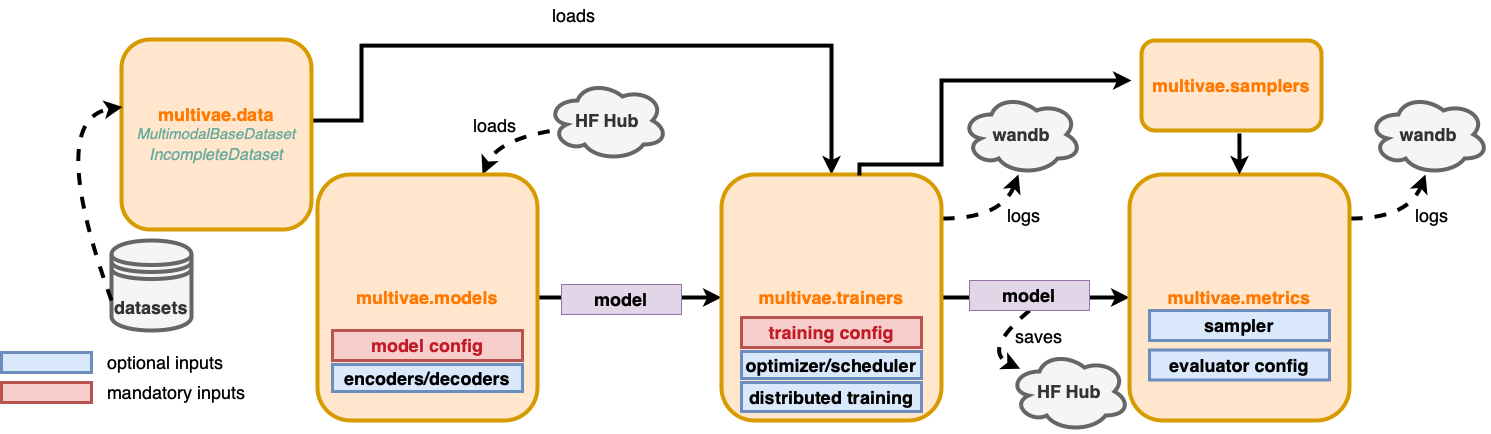 loads
multivae.data
MultimodalBaseDataset
IncompleteDataset
datasets
loads
HF Hub
multivae.models
model config
encoders/decoders
model
multivae.trainers
training config
optimizer/scheduler
distributed training
wandb
logs
model
saves
HF Hub
multivae.samplers
multivae.metrics
sampler
evaluator config
wandb
logs
optional inputs
mandatory inputs